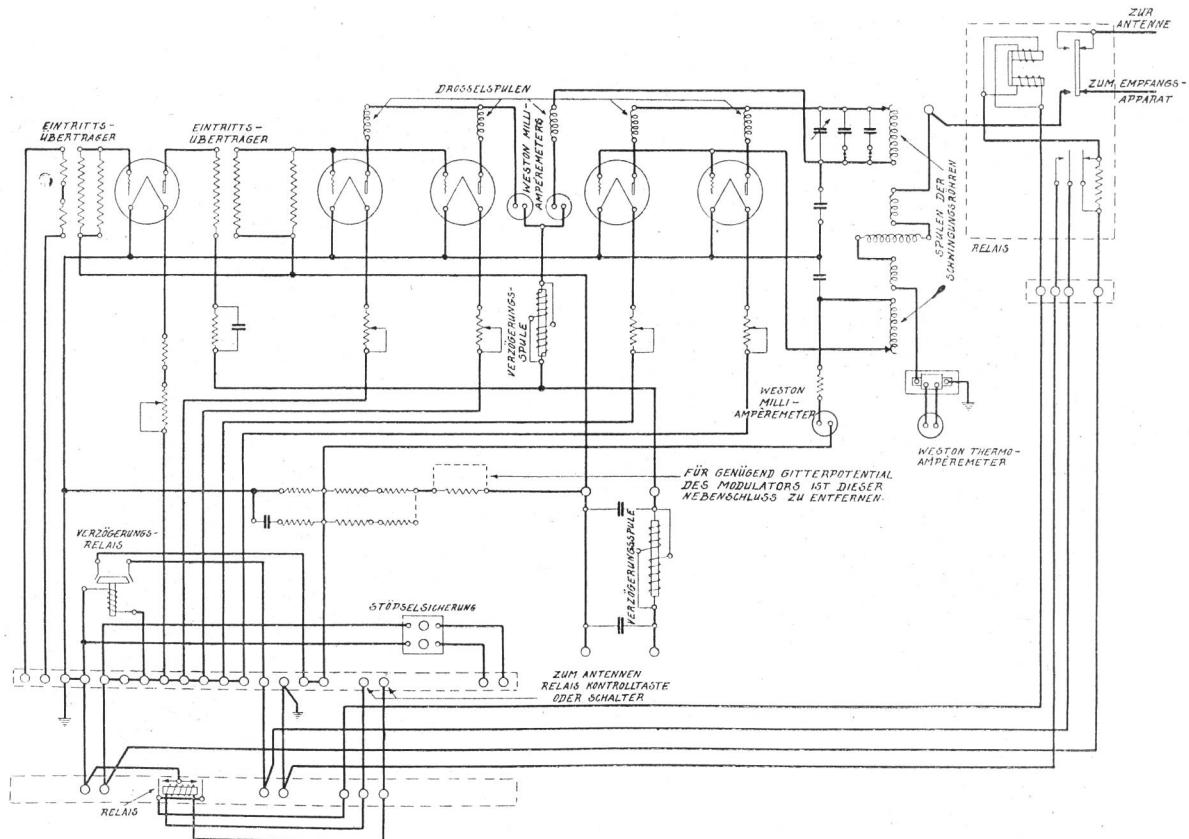 ZUR
ANTENNE
ZUM EMPFANGS-
APPARAT
DROSSELSPULEN
EINTRITTS-
ÜBERTRAGER
EINTRITTS-
ÜBERTRAGER
WESTON MILLI-
AMPÈREMETERS
SPULEN DER
SCHWINGUNGSRÖHREN
RELAIS
VERZÖGERUNGS-
SPULE
WESTON
MILLI-
AMPÈREMETER
WESTON THERMO-
AMPÈREMETER
FÜR GENÜGEND GITTERPOTENTIAL
DES MODULATORS IST DIESER
NEBENSCHLUSS ZU ENTFERNEN.
VERZÖGERUNGS-
RELAIS
VERZÖGERUNGSSPULE
STÖPSELSICHERUNG
ZUM ANTENNEN
RELAIS KONTROLLTASTE
ODER SCHALTER
RELAIS